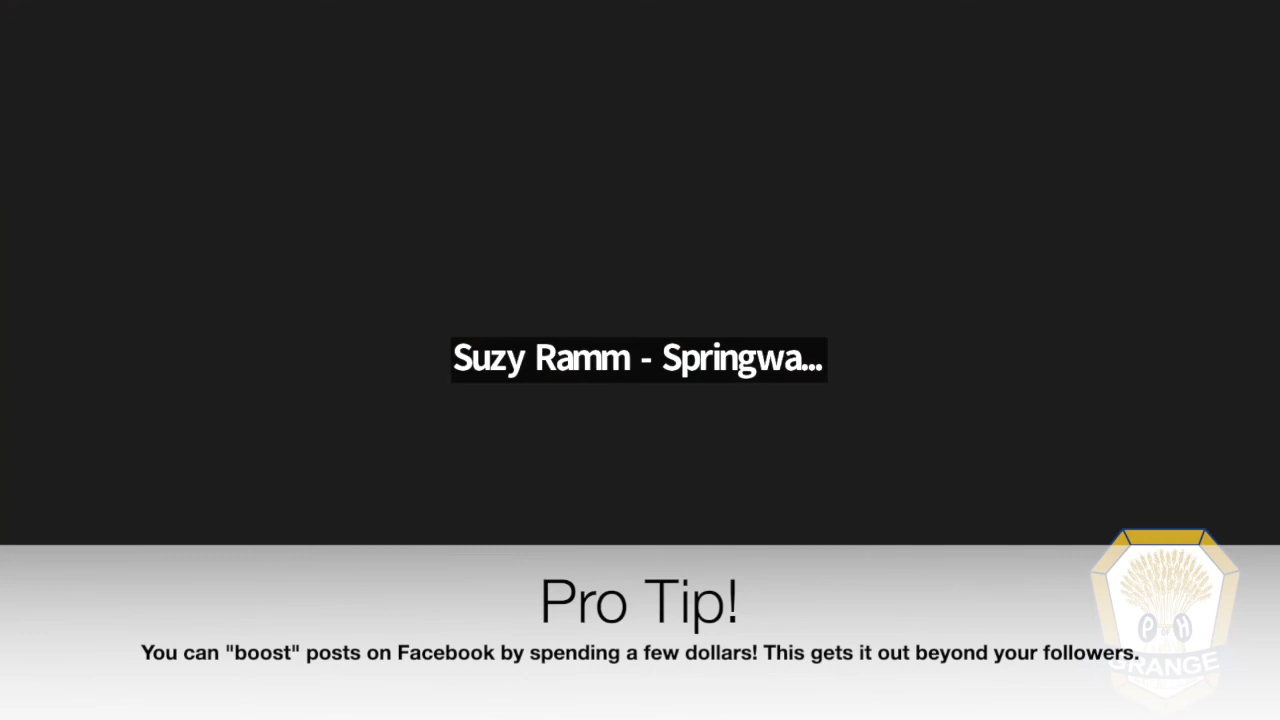 Suzy Ramm - Springwa...
Pro Tip!
You can "boost" posts on Facebook by spending a few dollars! This gets it out beyond your followers.
P OF H
GRANGE